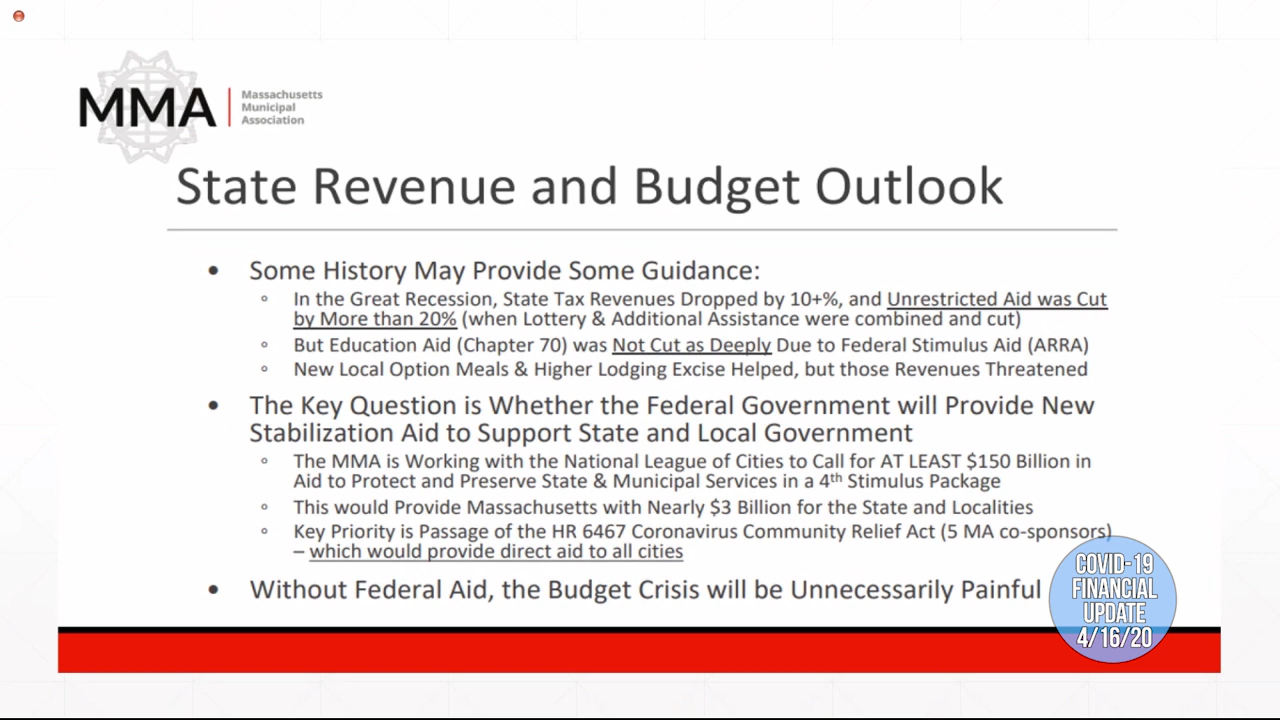 MMA
Massachusetts
Municipal
Association
State Revenue and Budget Outlook
• Some History May Provide Some Guidance:
◦ In the Great Recession, State Tax Revenues Dropped by 10+%, and Unrestricted Aid was Cut
by More than 20% (when Lottery & Additional Assistance were combined and cut)
◦ But Education Aid (Chapter 70) was Not Cut as Deeply Due to Federal Stimulus Aid (ARRA)
◦ New Local Option Meals & Higher Lodging Excise Helped, but those Revenues Threatened
• The Key Question is Whether the Federal Government will Provide New
Stabilization Aid to Support State and Local Government
◦ The MMA is Working with the National League of Cities to Call for AT LEAST $150 Billion in
Aid to Protect and Preserve State & Municipal Services in a 4th Stimulus Package
◦ This would Provide Massachusetts with Nearly $3 Billion for the State and Localities
◦ Key Priority is Passage of the HR 6467 Coronavirus Community Relief Act (5 MA co-sponsors)
– which would provide direct aid to all cities
• Without Federal Aid, the Budget Crisis will be Unnecessarily Painful
COVID-19
FINANCIAL
UPDATE
4/16/20